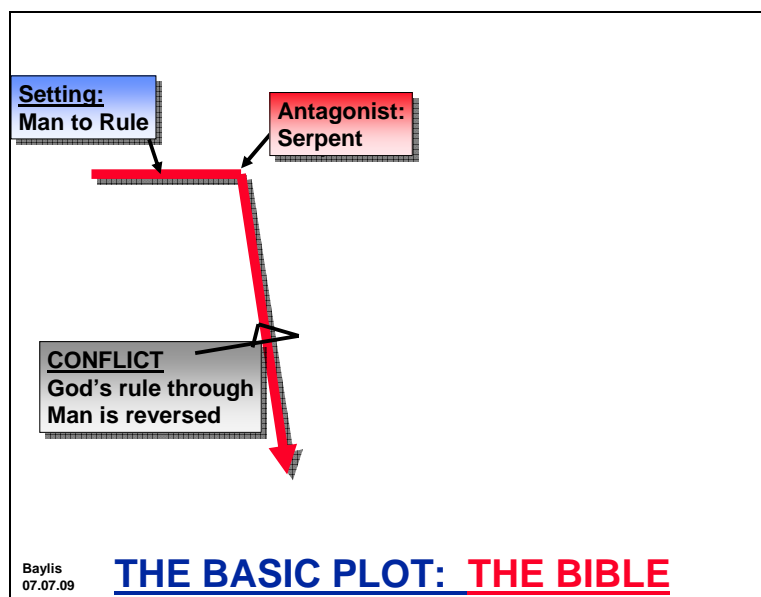 Setting:
Man to Rule
Antagonist:
Serpent
CONFLICT
God’s rule through
Man is reversed
Baylis
07.07.09
THE BASIC PLOT: THE BIBLE